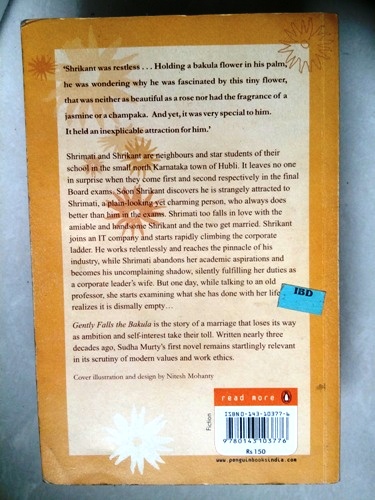 'Shrikant was restless . . . Holding a bakula flower in his palm,
he was wondering why he was fascinated by this tiny flower,
that was neither as beautiful as a rose nor had the fragrance of a
jasmine or a champaka. And yet, it was very special to him.
It held an inexplicable attraction for him.'
Shrimati and Shrikant are neighbours and star students of their
school in the small north Karnataka town of Hubli. It leaves no one
in surprise when they come first and second respectively in the final
Board exams. Soon Shrikant discovers he is strangely attracted to
Shrimati, a plain-looking yet charming person, who always does
better than him in the exams. Shrimati too falls in love with the
amiable and handsome Shrikant and the two get married. Shrikant
joins an IT company and starts rapidly climbing the corporate
ladder. He works relentlessly and reaches the pinnacle of his
industry, while Shrimati abandons her academic aspirations and
becomes his uncomplaining shadow, silently fulfilling her duties as
a corporate leader's wife. But one day, while talking to an old
professor, she starts examining what she has done with her life
realizes it is dismally empty…
IBD
Gently Falls the Bakula is the story of a marriage that loses its way
as ambition and self-interest take their toll. Written nearly three
decades ago, Sudha Murty's first novel remains startlingly relevant
in its scrutiny of modern values and work ethics.
Cover illustration and design by Nitesh Mohanty
read more
Fiction
ISBN 0-143-10377-6
9780143103776
Rs 150
www.penguinbooksindia.com